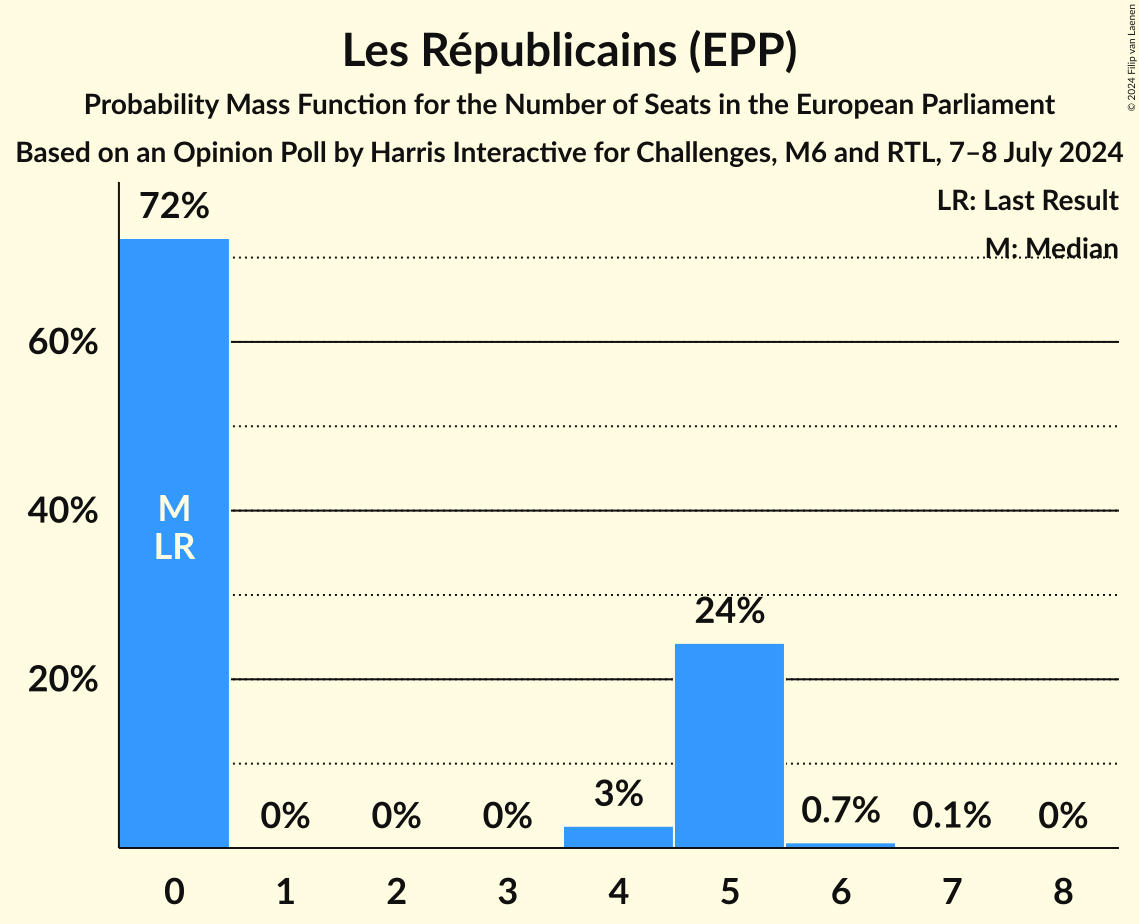 Les Républicains (EPP)
Probability Mass Function for the Number of Seats in the European Parliament
Based on an Opinion Poll by Harris Interactive for Challenges, M6 and RTL, 7–8 July 2024
© 2024 Filip van Laenen
LR: Last Result
M: Median
72%
60%
40%
20%
M
LR
0%
0%
0%
3%
24%
0.7%
0.1%
0%
0 1 2 3 4 5 6 7 8